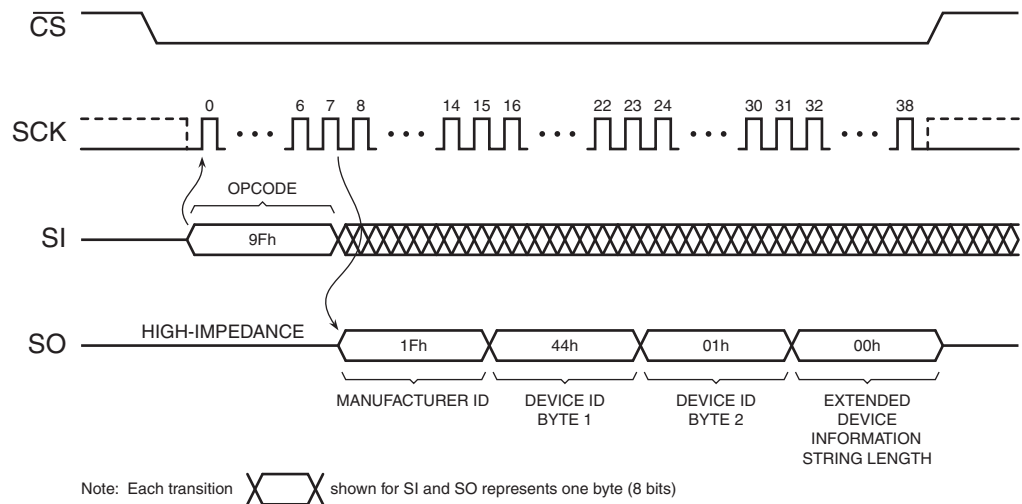 CS
0 6 7 8 14 15 16 22 23 24 30 31 32 38
SCK
OPCODE
SI
9Fh
HIGH-IMPEDANCE
SO
1Fh 44h 01h 00h
MANUFACTURER ID
DEVICE ID
BYTE 1
DEVICE ID
BYTE 2
EXTENDED
DEVICE
INFORMATION
STRING LENGTH
Note: Each transition shown for SI and SO represents one byte (8 bits)